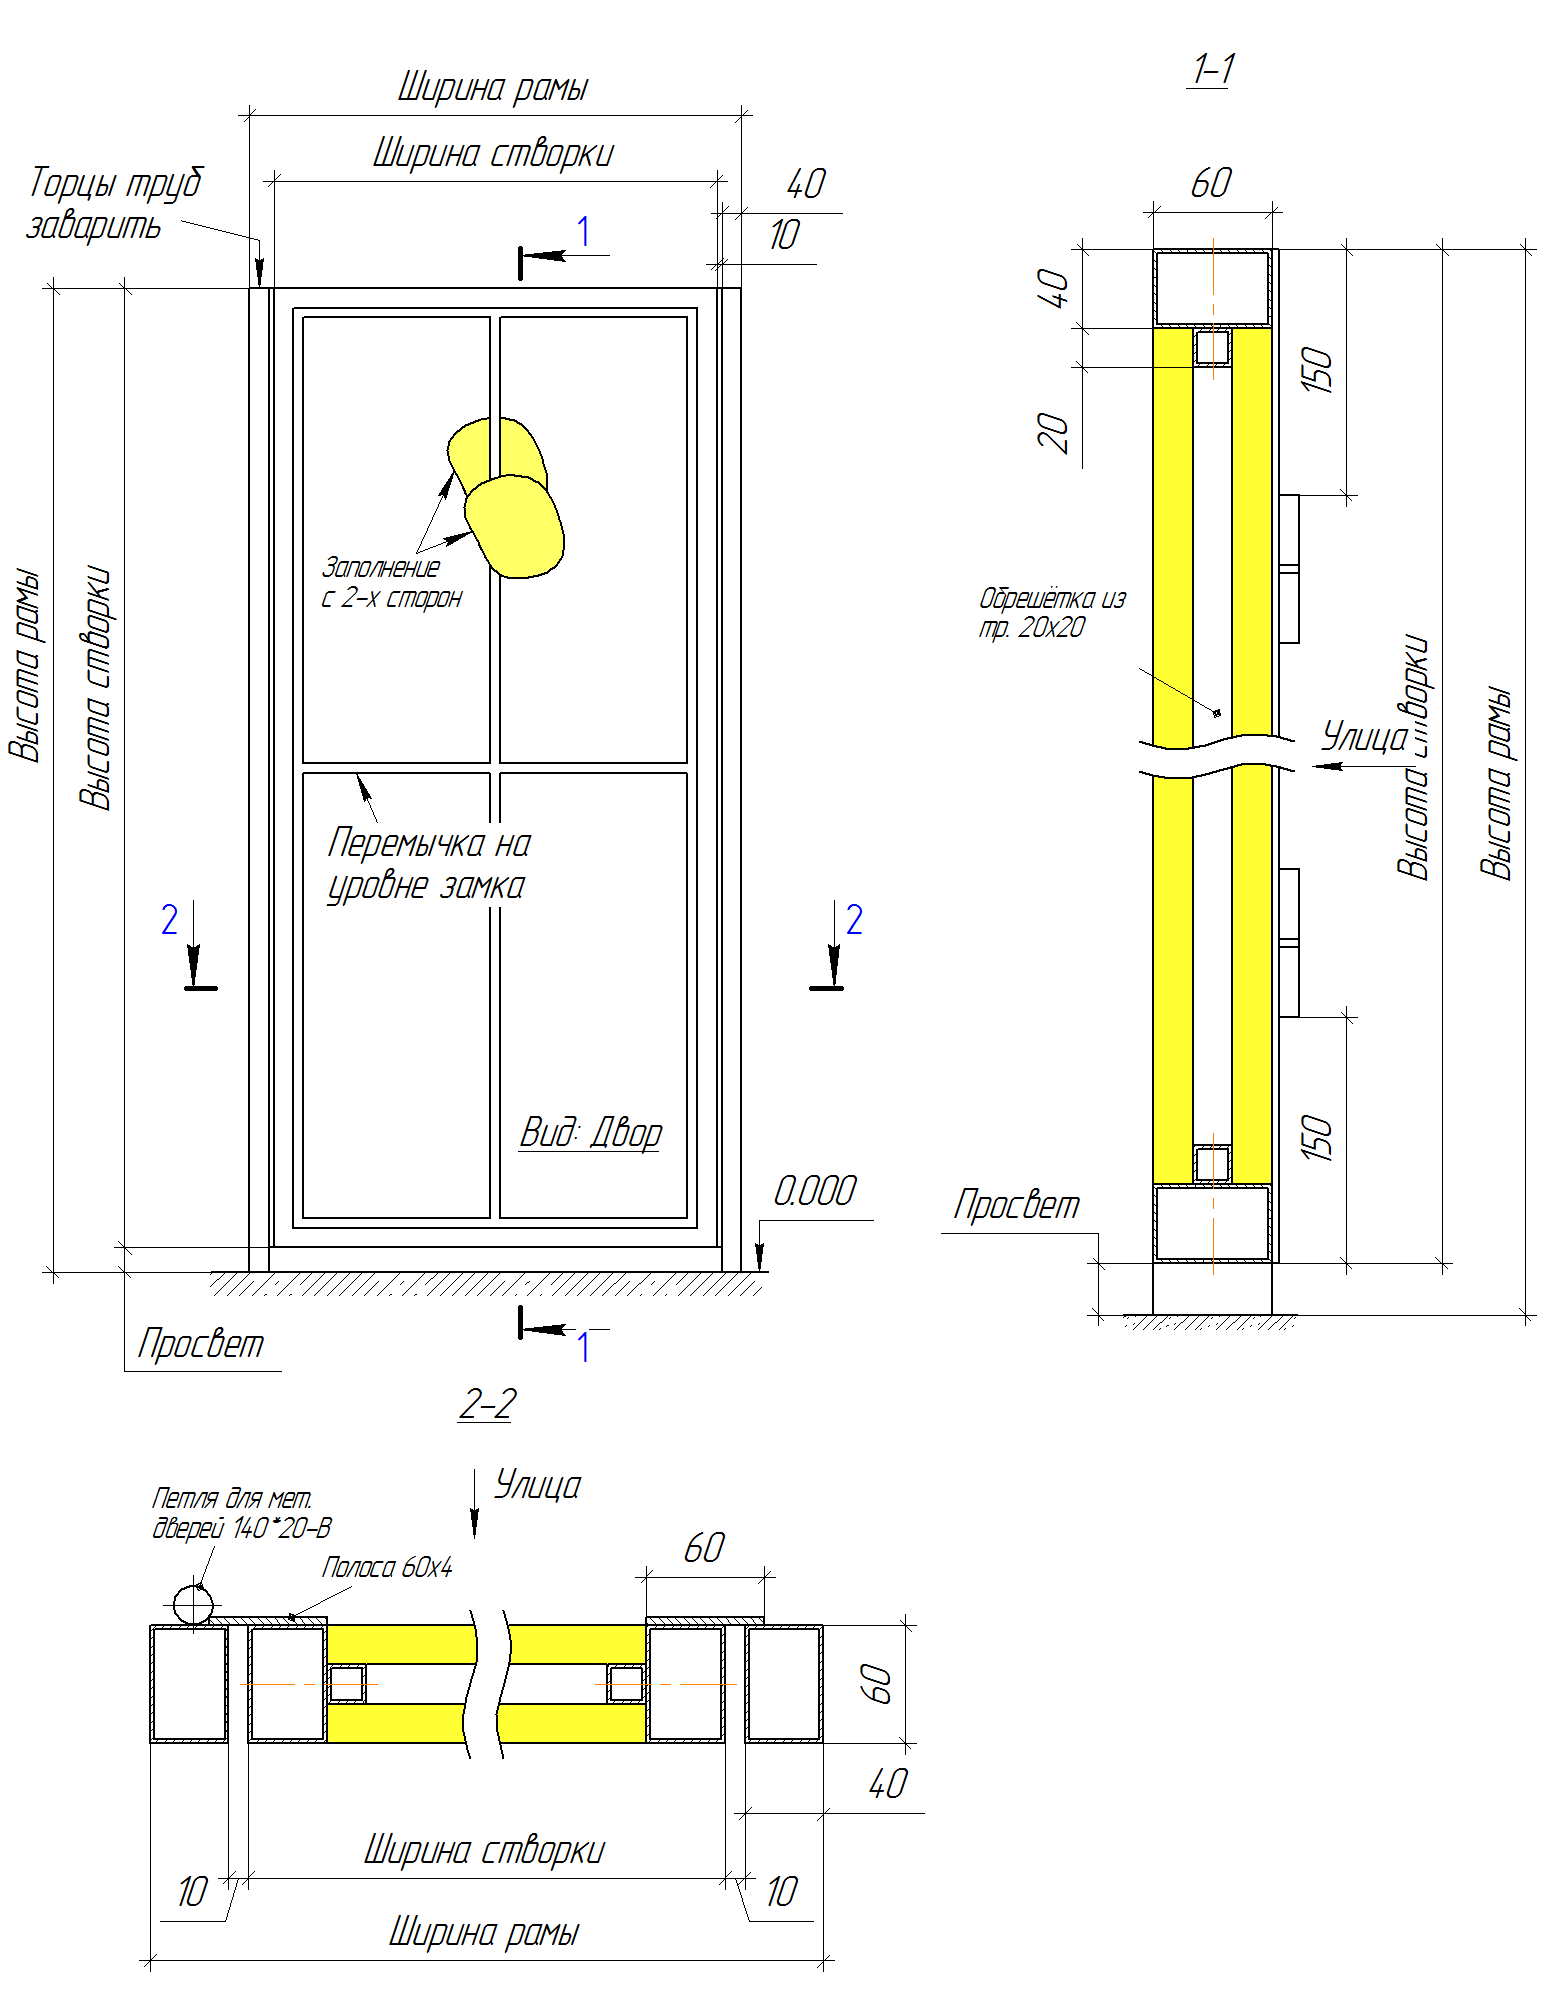 Ширина рамы
Ширина створки
Торцы труб
заварить
40
10
1
Высота рамы
Высота створки
Заполнение
с 2-х сторон
Перемычка на
уровне замка
2
2
Вид: Двор
0.000
Просвет
1
1-1
60
40
20
150
Обрешётка из
тр. 20х20
Улица
Высота створки
Высота рамы
150
Просвет
2-2
Улица
Петля для мет.
дверей 140*20-В
Полоса 60х4
60
60
40
Ширина створки
10
10
Ширина рамы